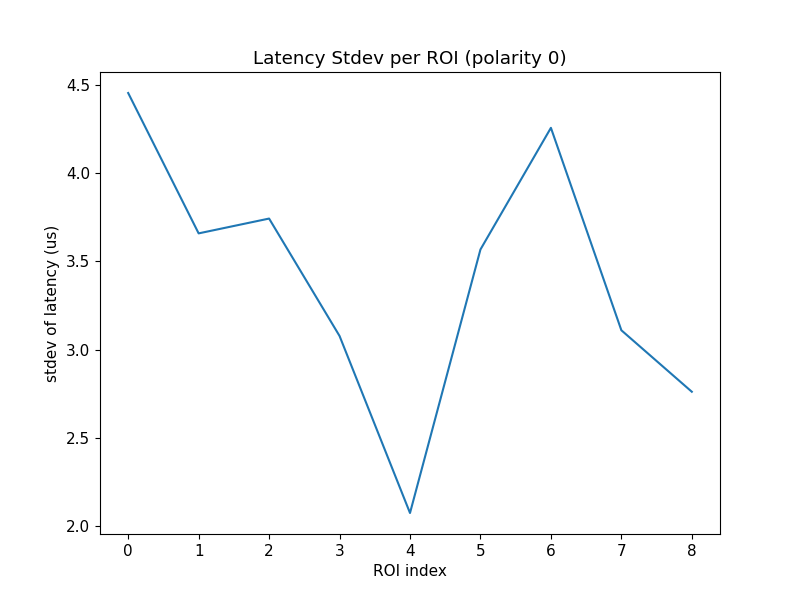 Latency Stdev per ROI (polarity 0)
4.5
4.0
3.5
3.0
2.5
2.0
stdev of latency (us)
0 1 2 3 4 5 6 7 8
ROI index